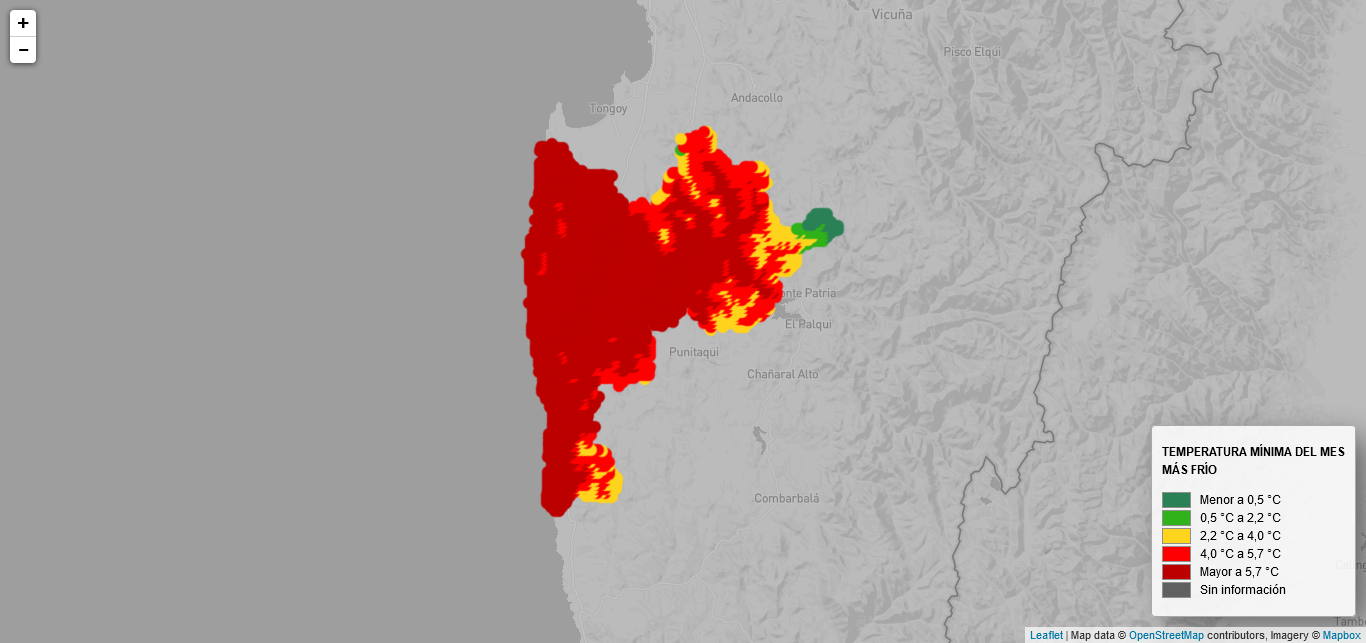 +
−
Vicuña
Pisco Elqui
Andacollo
Tongoy
onte Patria
El Palqui
Punitaqui
Chañaral Alto
Combarbalá
TEMPERATURA MÍNIMA DEL MES
MÁS FRÍO
Menor a 0,5 °C
0,5 °C a 2,2 °C
2,2 °C a 4,0 °C
4,0 °C a 5,7 °C
Mayor a 5,7 °C
Sin información
Leaflet | Map data © OpenStreetMap contributors, Imagery © Mapbox